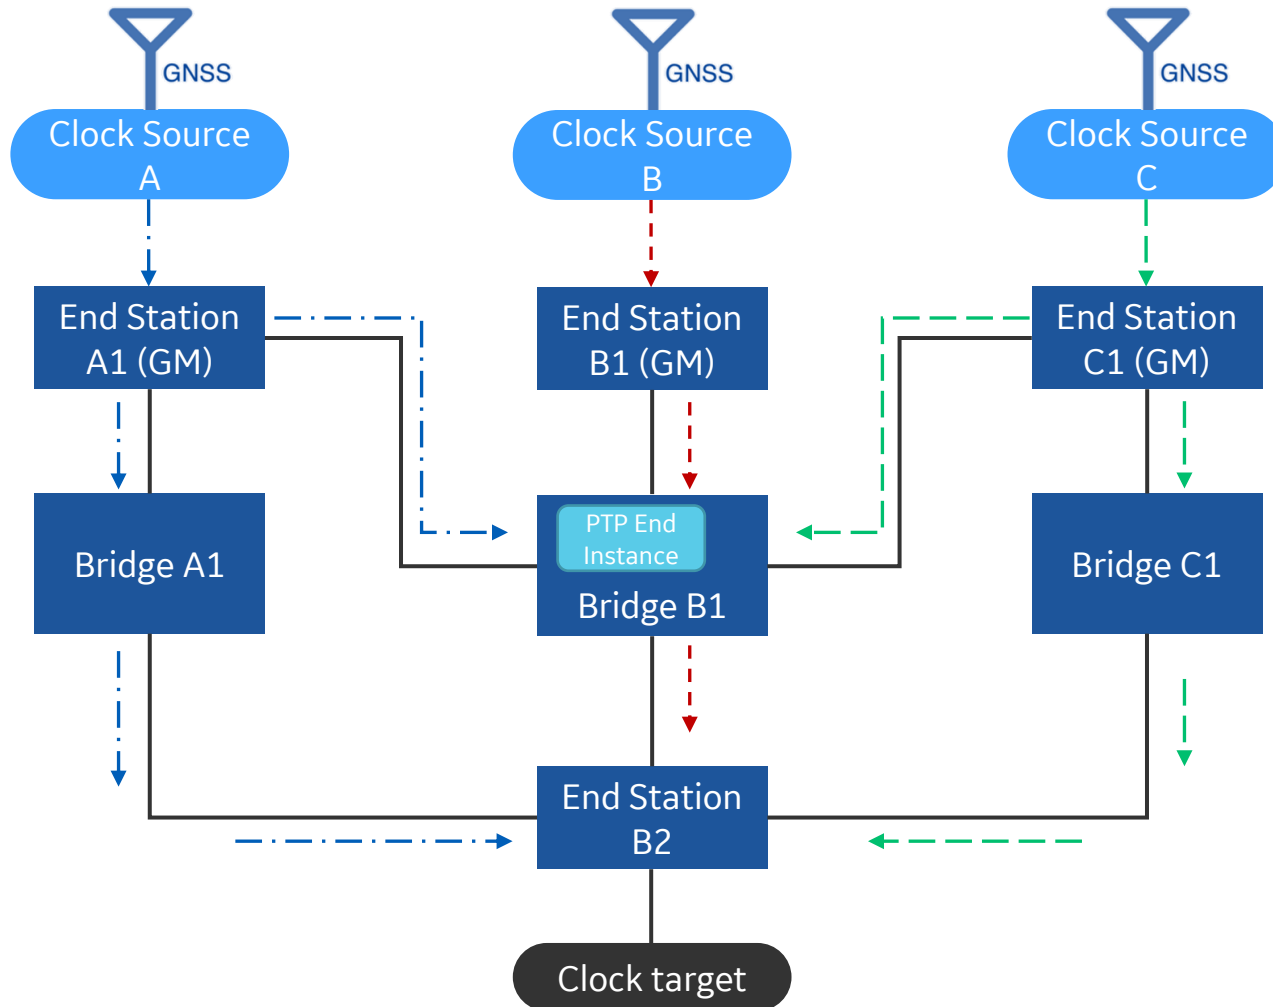 GNSS
GNSS
GNSS
Clock Source
A
Clock Source
B
Clock Source
C
End Station
A1 (GM)
End Station
B1 (GM)
End Station
C1 (GM)
Bridge A1
PTP End
Instance
Bridge B1
Bridge C1
End Station
B2
Clock target